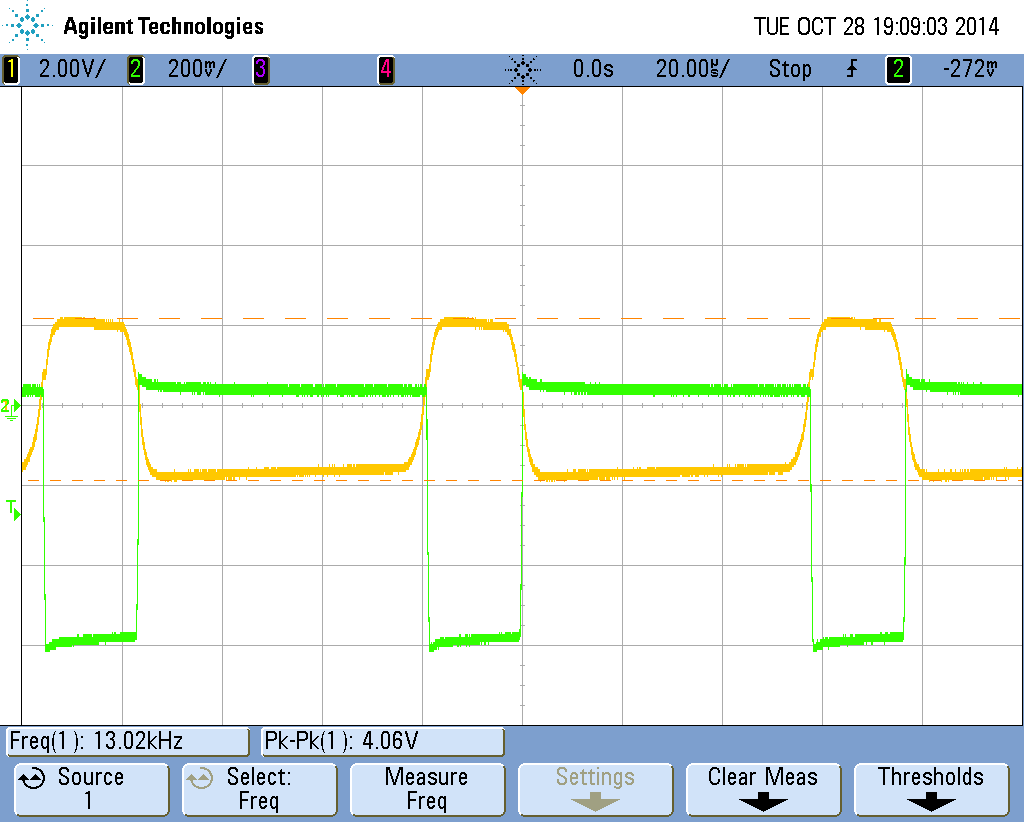 Agilent Technologies
TUE OCT 28 19:09:03 2014
1 2.00V/ 2 200mV/ 3 4 0.0s 20.00µs/ Stop 2 -272mV
2
T
Freq(1): 13.02kHz Pk-Pk(1): 4.06V
Source Select: Measure Settings Clear Meas Thresholds
1 Freq Freq